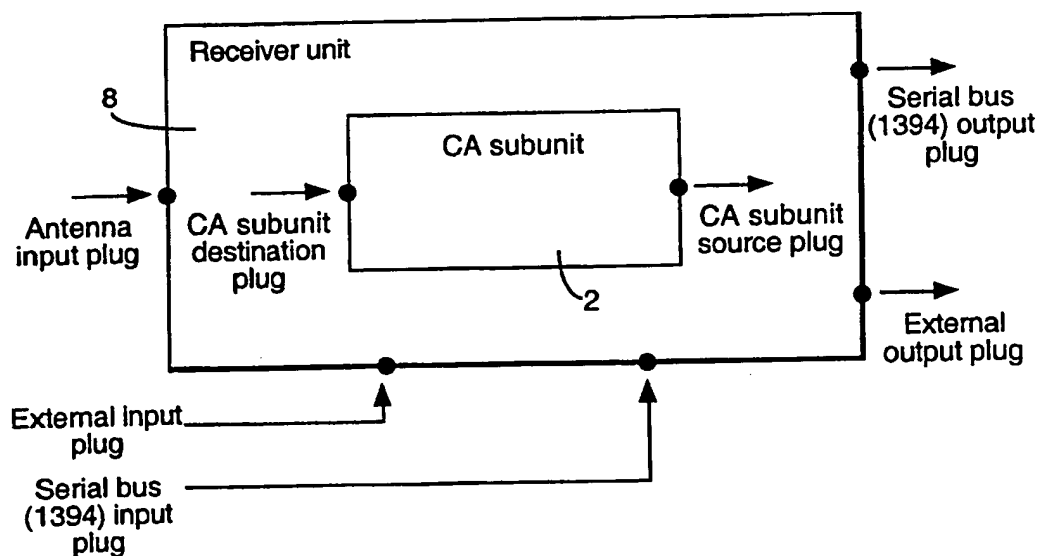 Receiver unit
8
CA subunit
Serial bus
(1394) output
plug
Antenna
input plug
CA subunit
destination
plug
CA subunit
source plug
2
External
output plug
External input
plug
Serial bus
(1394) input
plug